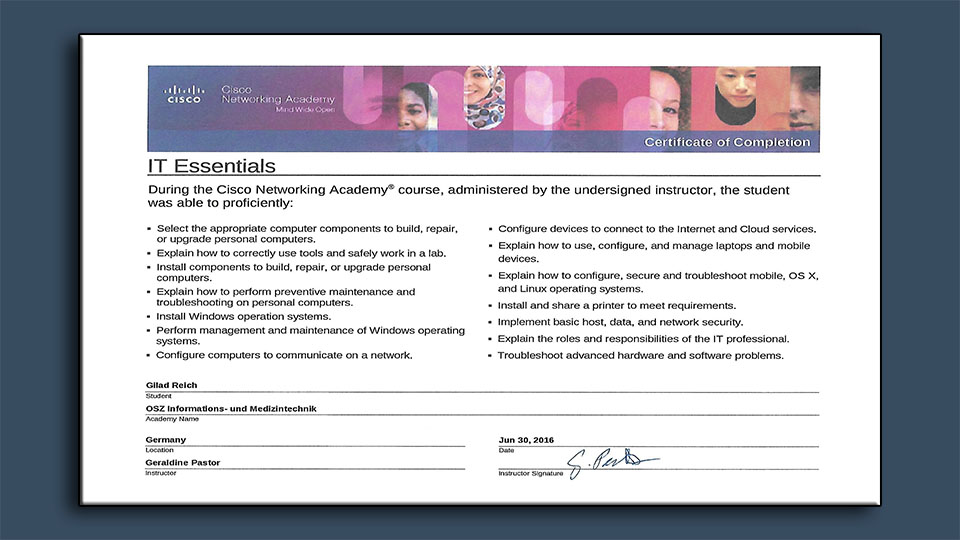 CISCO
Cisco
Networking Academy
Mind Wide Open
Certificate of Completion
IT Essentials
During the Cisco Networking Academy® course, administered by the undersigned instructor, the student
was able to proficiently:
▪ Select the appropriate computer components to build, repair,
or upgrade personal computers.
▪ Explain how to correctly use tools and safely work in a lab.
▪ Install components to build, repair, or upgrade personal
computers.
▪ Explain how to perform preventive maintenance and
troubleshooting on personal computers.
▪ Install Windows operation systems.
▪ Perform management and maintenance of Windows operating
systems.
▪ Configure computers to communicate on a network.
▪ Configure devices to connect to the Internet and Cloud services.
▪ Explain how to use, configure, and manage laptops and mobile
devices.
▪ Explain how to configure, secure and troubleshoot mobile, OS X,
and Linux operating systems.
▪ Install and share a printer to meet requirements.
▪ Implement basic host, data, and network security.
▪ Explain the roles and responsibilities of the IT professional.
▪ Troubleshoot advanced hardware and software problems.
Gilad Reich
Student
OSZ Informations- und Medizintechnik
Academy Name
Germany
Location
Geraldine Pastor
Instructor
Jun 30, 2016
Date
Instructor Signature